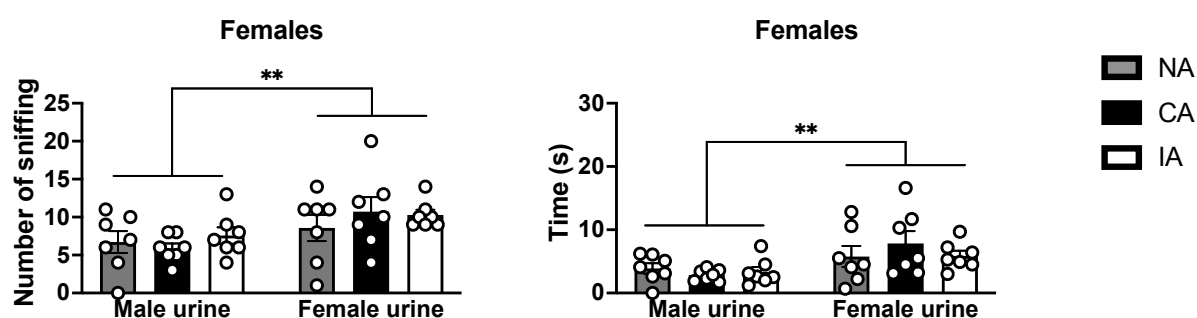 Females
Number of sniffing
25
20
15
10
5
0
**
Male urine
Female urine
Females
Time (s)
30
20
10
0
**
Male urine
Female urine
NA
CA
IA